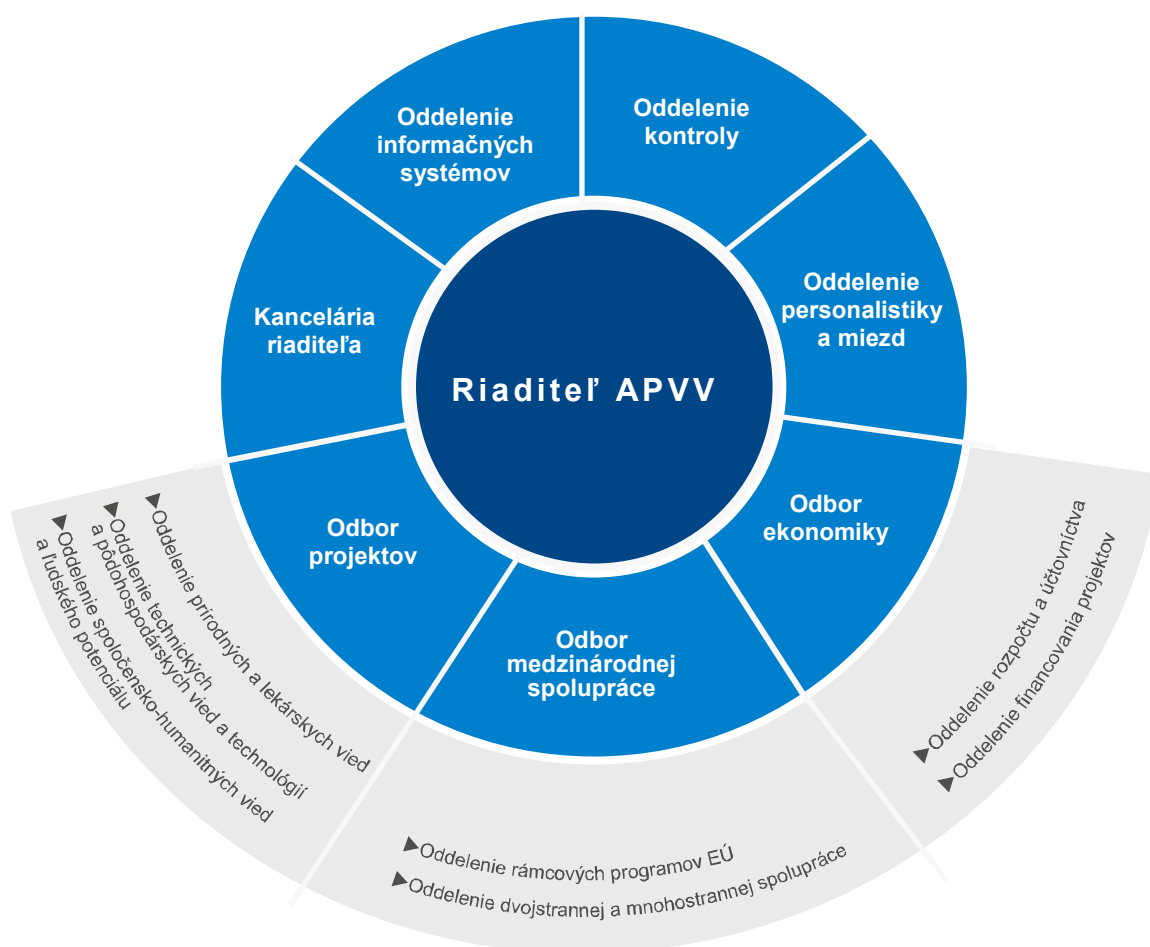 Oddelenie
informačných
systémov
Oddelenie
kontroly
Oddelenie
personalistiky
a miezd
Kancelária
riaditeľa
Riaditeľ APVV
Odbor
projektov
Odbor
medzinárodnej
spolupráce
Odbor
ekonomiky
Oddelenie prírodných a lekárskych vied
Oddelenie technických
a pôdohospodárskych vied a technológií
Oddelenie spoločensko-humanitných vied
a ľudského potenciálu
Oddelenie rámcových programov EÚ
Oddelenie dvojstrannej a mnohostrannej spolupráce
Oddelenie rozpočtu a účtovníctva
Oddelenie financovania projektov